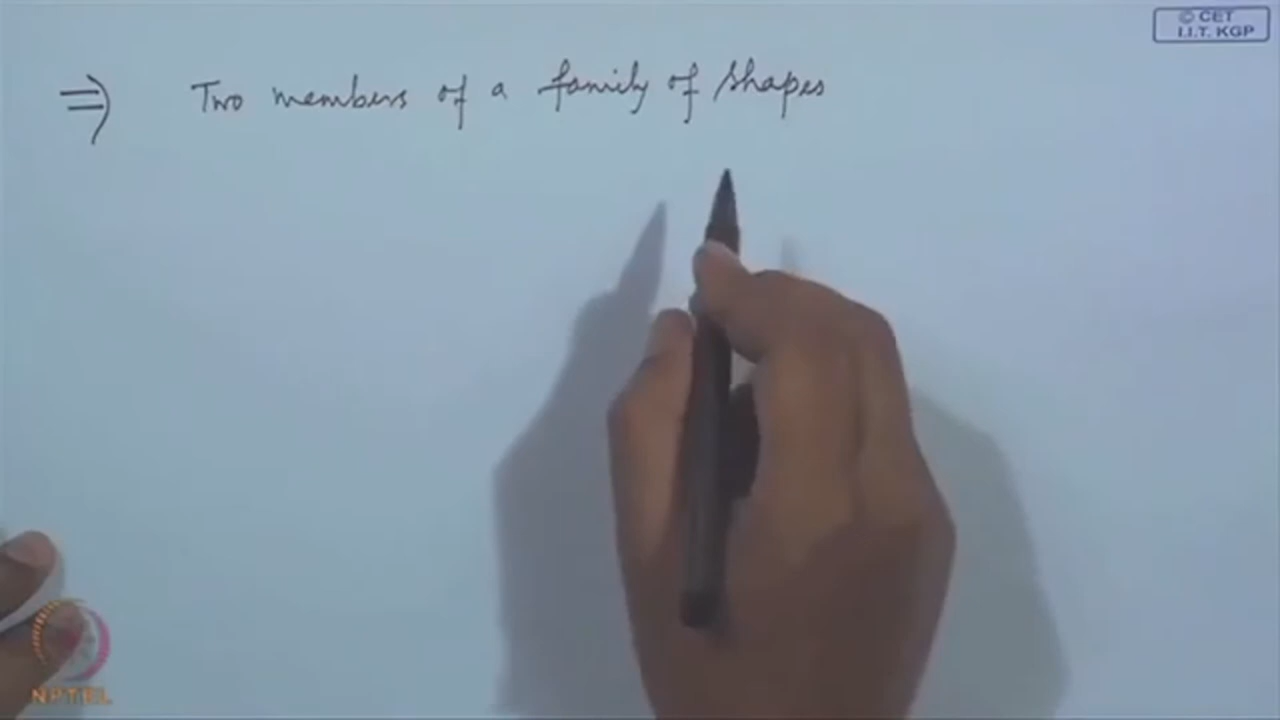 © CET
I.I.T. KGP
⇒ Two members of a family of shapes
NPTEL